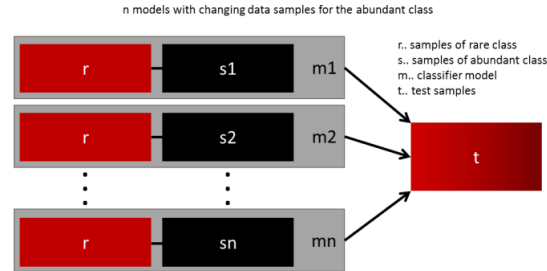 n models with changing data samples for the abundant class
r.. samples of rare class
s.. samples of abundant class
m.. classifier model
t.. test samples
r s1 m1
r s2 m2
t
r sn mn